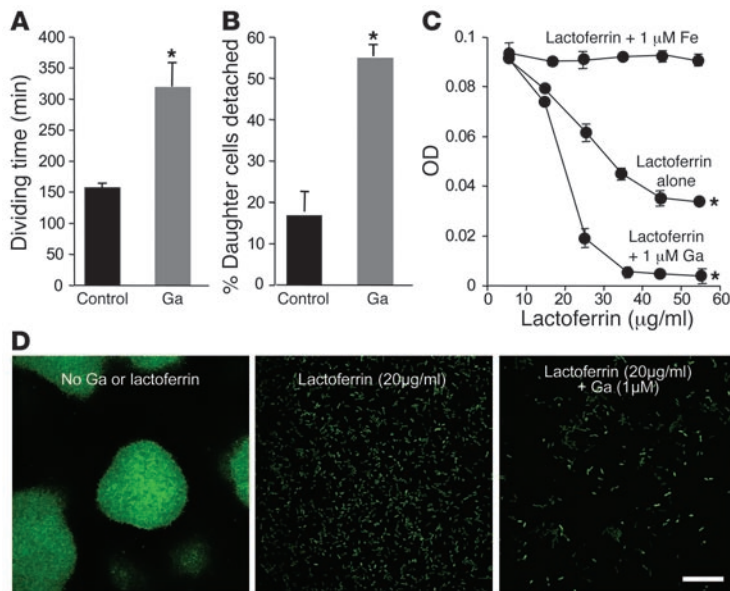 A
Dividing time (min)
400
350
300
250
200
150
100
50
0
*
Control
Ga
B
% Daughter cells detached
60
50
40
30
20
10
0
*
Control
Ga
C
OD
0.1
0.08
0.06
0.04
0.02
0
Lactoferrin + 1 μM Fe
Lactoferrin
alone
*
Lactoferrin
+ 1 μM Ga
*
0 10 20 30 40 50 60
Lactoferrin (μg/ml)
D
No Ga or lactoferrin
Lactoferrin (20μg/ml)
Lactoferrin (20μg/ml)
+ Ga (1μM)